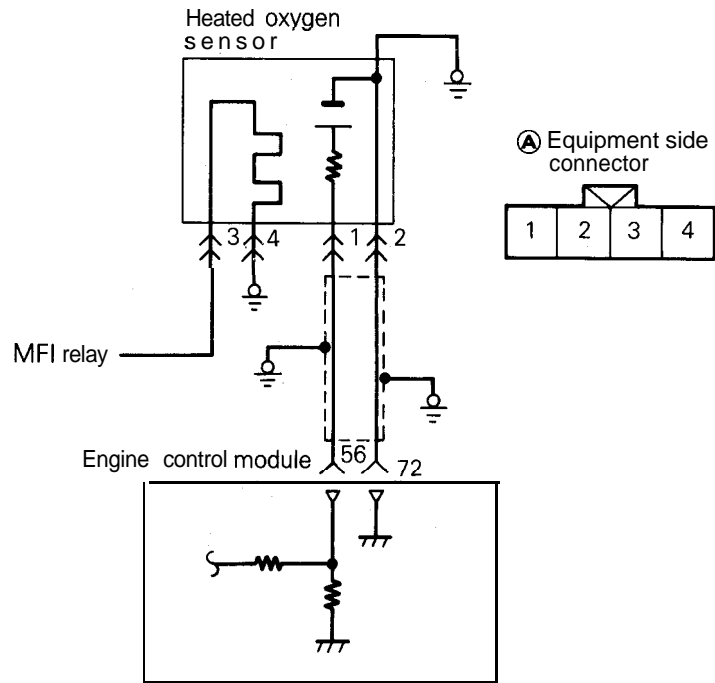 Heated oxygen
sensor
Ⓐ Equipment side
connector
1 2 3 4
3 4 1 2
MFI relay
Engine control module
56
72